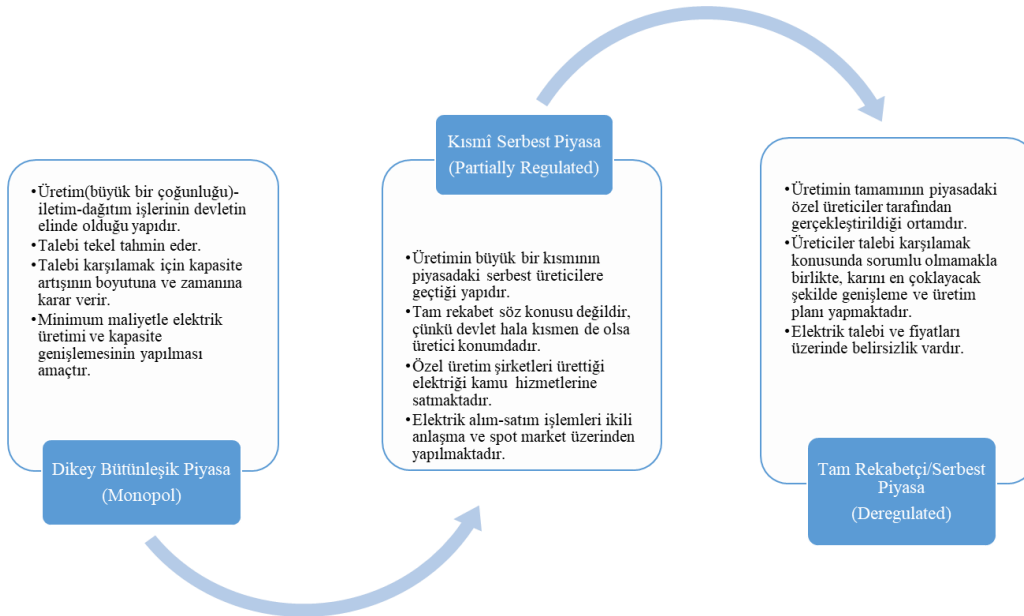 •Üretim(büyük bir çoğunluğu)-
iletim-dağıtım işlerinin devletin
elinde olduğu yapıdır.
•Talebi tekel tahmin eder.
•Talebi karşılamak için kapasite
artışının boyutuna ve zamanına
karar verir.
•Minimum maliyetle elektrik
üretimi ve kapasite
genişlemesinin yapılması
amaçtır.
Dikey Bütünleşik Piyasa
(Monopol)
Kısmî Serbest Piyasa
(Partially Regulated)
•Üretimin büyük bir kısmının
piyasadaki serbest üreticilere
geçtiği yapıdır.
•Tam rekabet söz konusu değildir,
çünkü devlet hala kısmen de olsa
üretici konumdadır.
•Özel üretim şirketleri ürettiği
elektriği kamu hizmetlerine
satmaktadır.
•Elektrik alım-satım işlemleri ikili
anlaşma ve spot market üzerinden
yapılmaktadır.
•Üretimin tamamının piyasadaki
özel üreticiler tarafından
gerçekleştirildiği ortamdır.
•Üreticiler talebi karşılamak
konusunda sorumlu olmamakla
birlikte, karını en çoklayacak
şekilde genişleme ve üretim
planı yapmaktadır.
•Elektrik talebi ve fiyatları
üzerinde belirsizlik vardır.
Tam Rekabetçi/Serbest
Piyasa
(Deregulated)